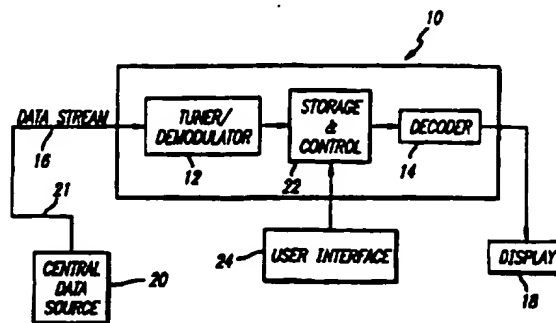 10
DATA STREAM
16
21
TUNER/
DEMODULATOR
12
STORAGE
&
CONTROL
22
DECODER
14
CENTRAL
DATA
SOURCE
20
24
USER INTERFACE
DISPLAY
18